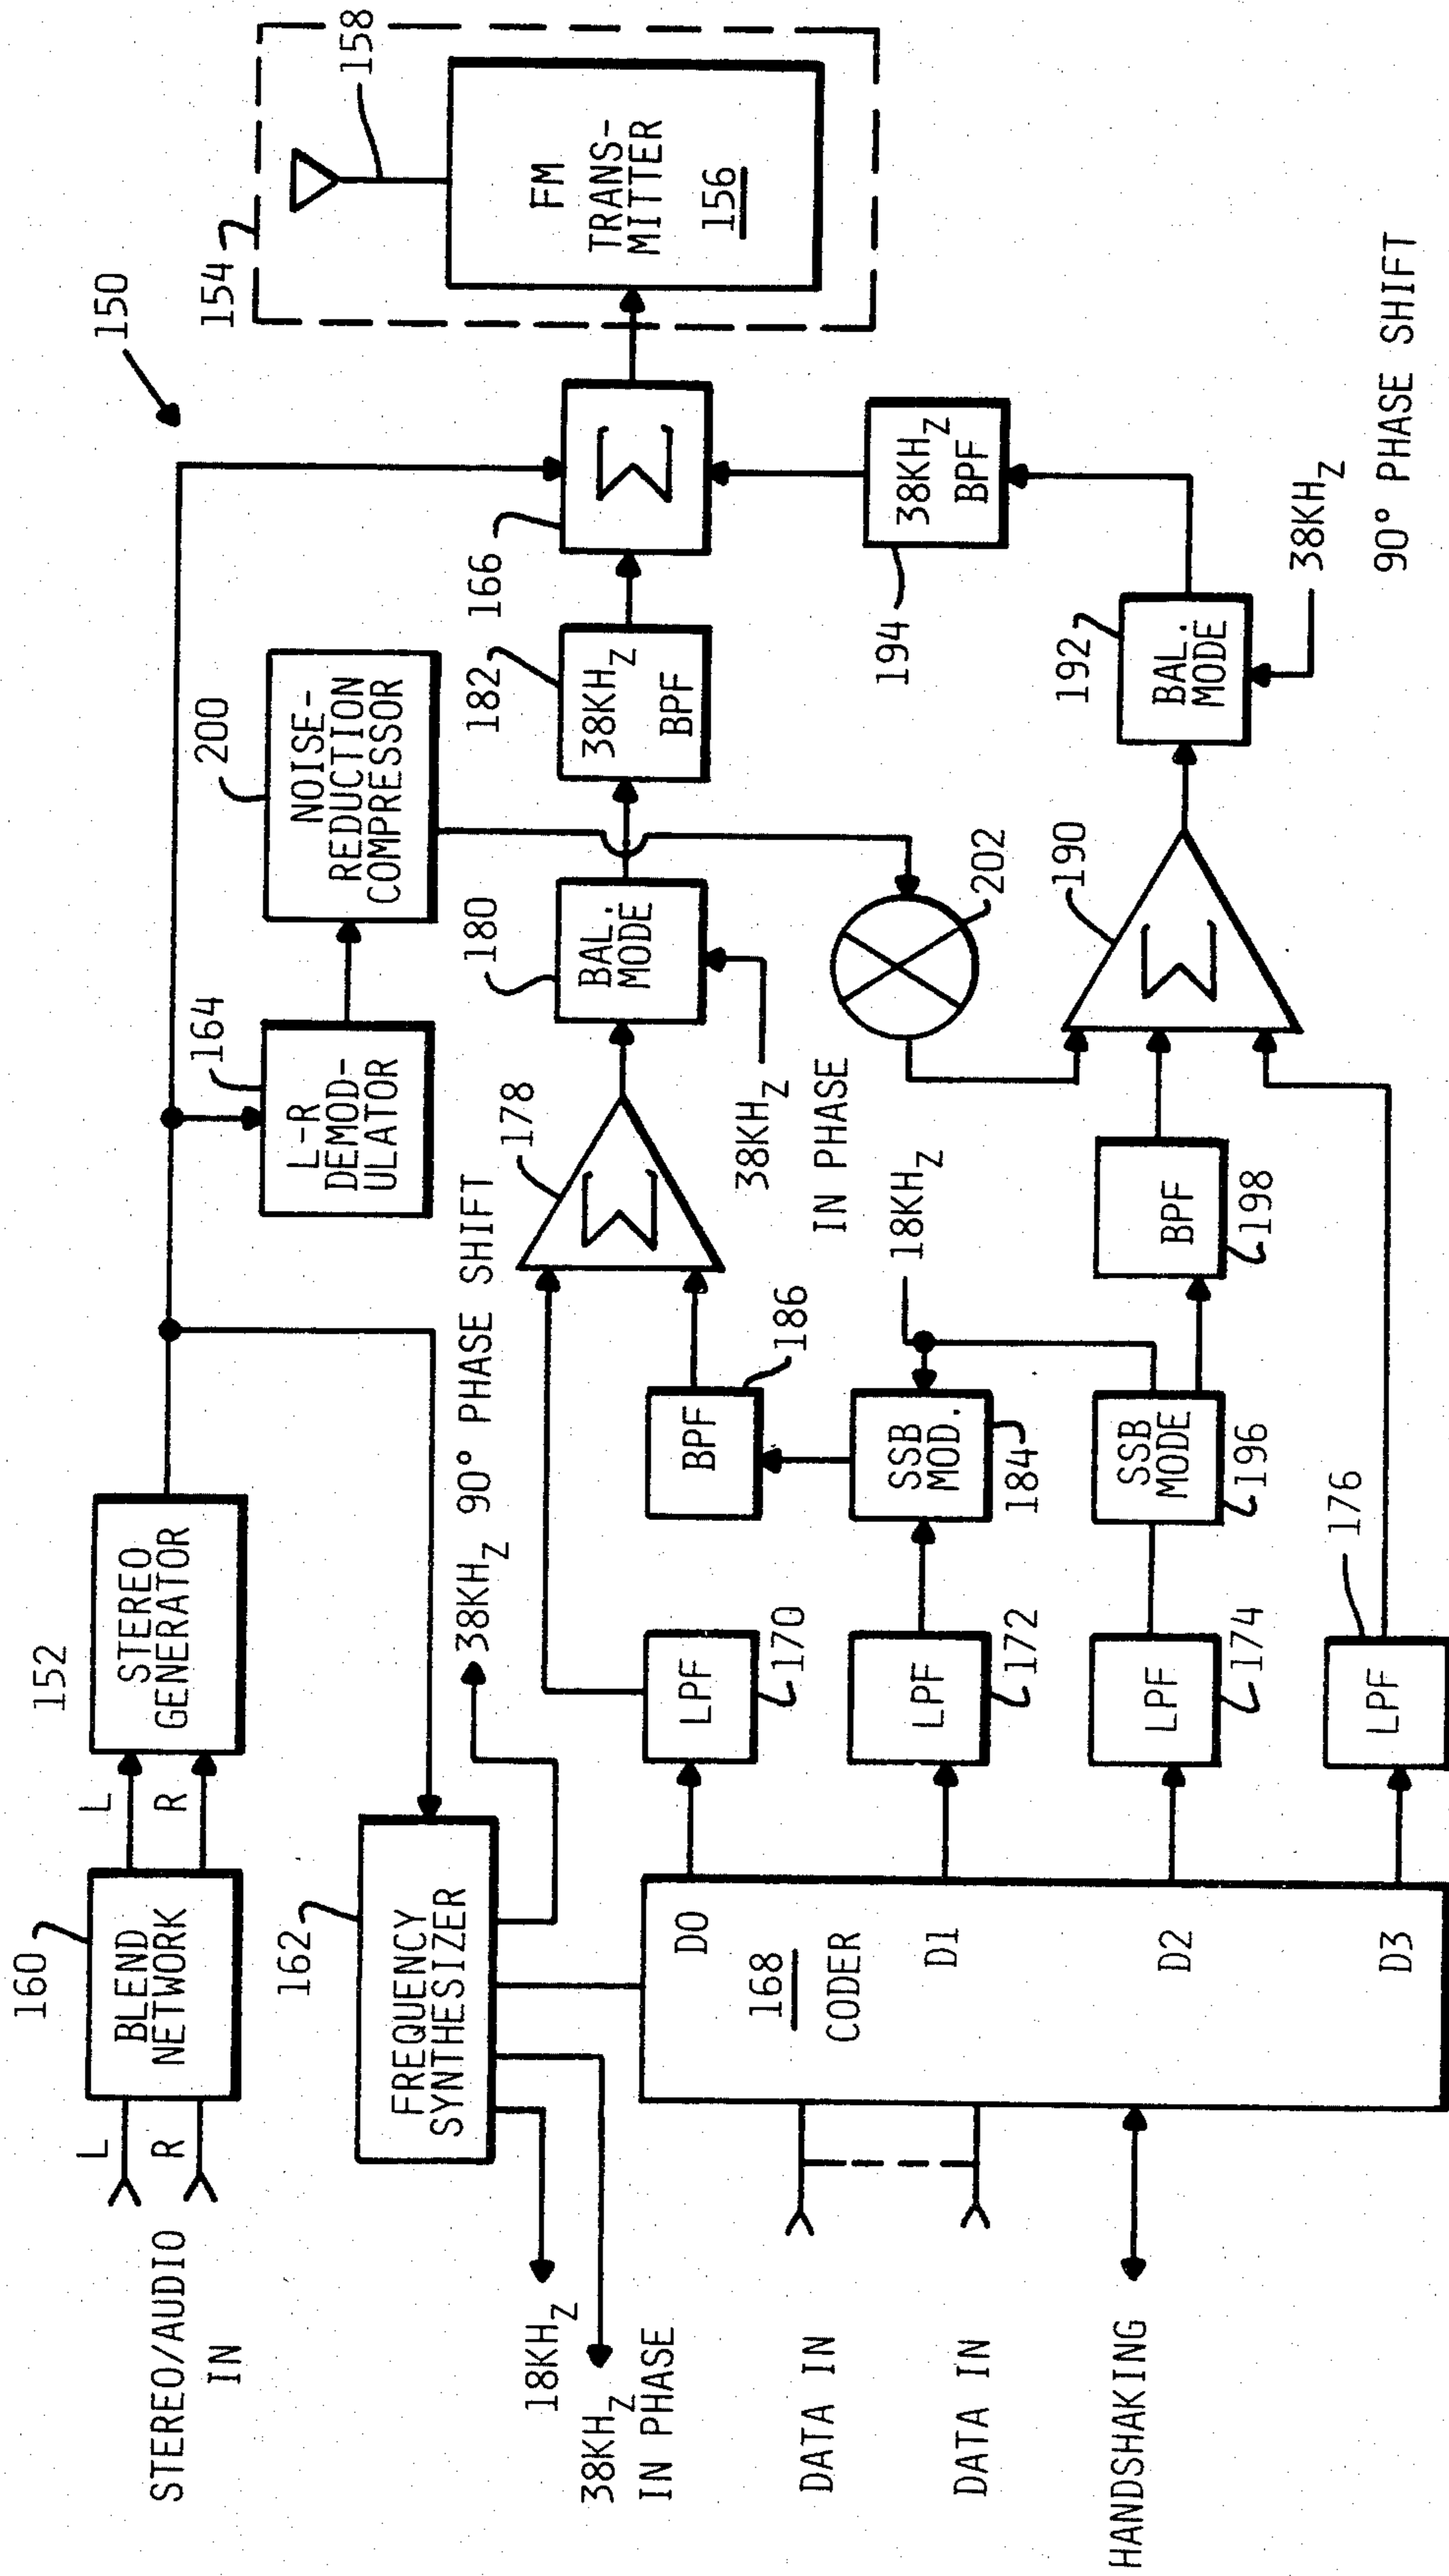 150
154
158
FM
TRANS-
MITTER
156
160
L
R
STEREO/AUDIO
IN
BLEND
NETWORK
L
R
152
STEREO
GENERATOR
164
L-R
DEMOD-
ULATOR
200
NOISE-
REDUCTION
COMPRESSOR
162
FREQUENCY
SYNTHESIZER
18KHZ
38KHZ
IN PHASE
38KHZ 90° PHASE SHIFT
178
Σ
180
BAL.
MODE
38KHZ
IN PHASE
182
38KHZ
BPF
166
Σ
DATA IN
DATA IN
HANDSHAKING
168
CODER
D0
D1
D2
D3
LPF
170
LPF
172
LPF
174
LPF
176
BPF
186
SSB
MOD.
184
18KHZ
SSB
MODE
196
BPF
198
202
190
Σ
192
BAL.
MODE
38KHZ
90° PHASE SHIFT
194
38KHZ
BPF